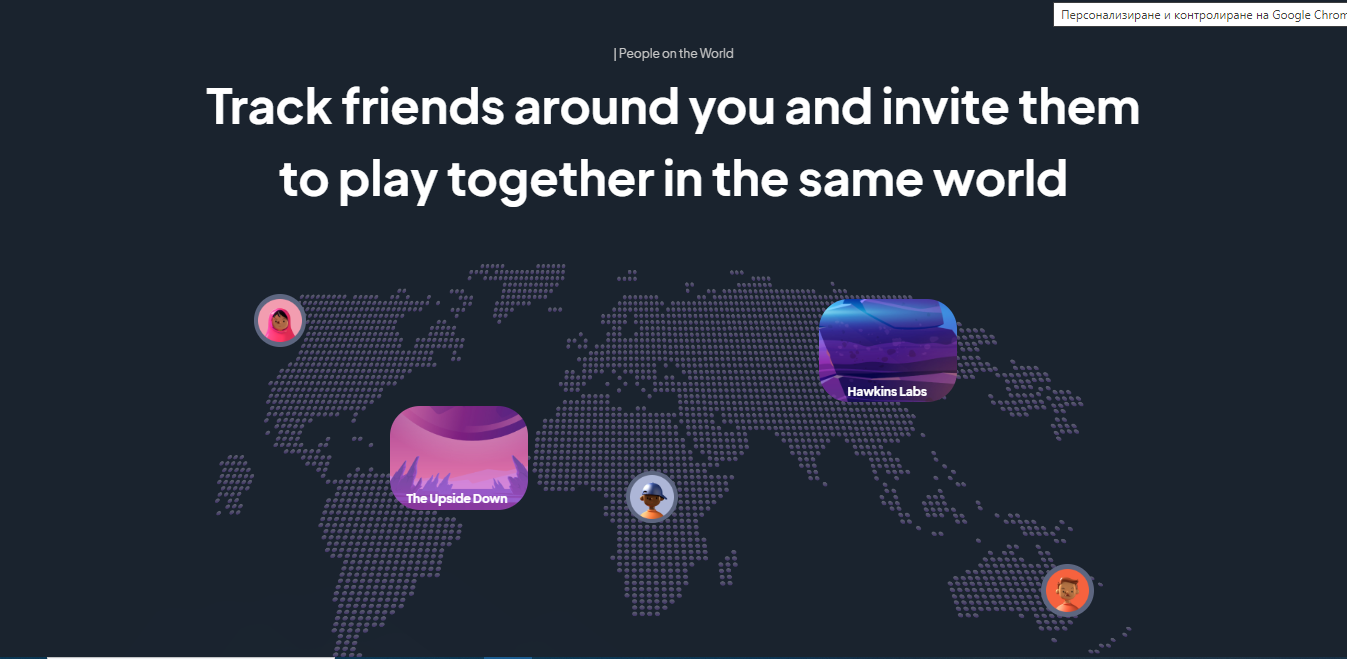 Персонализиране и контролиране на Google Chrom
| People on the World
Track friends around you and invite them
to play together in the same world
Hawkins Labs
The Upside Down